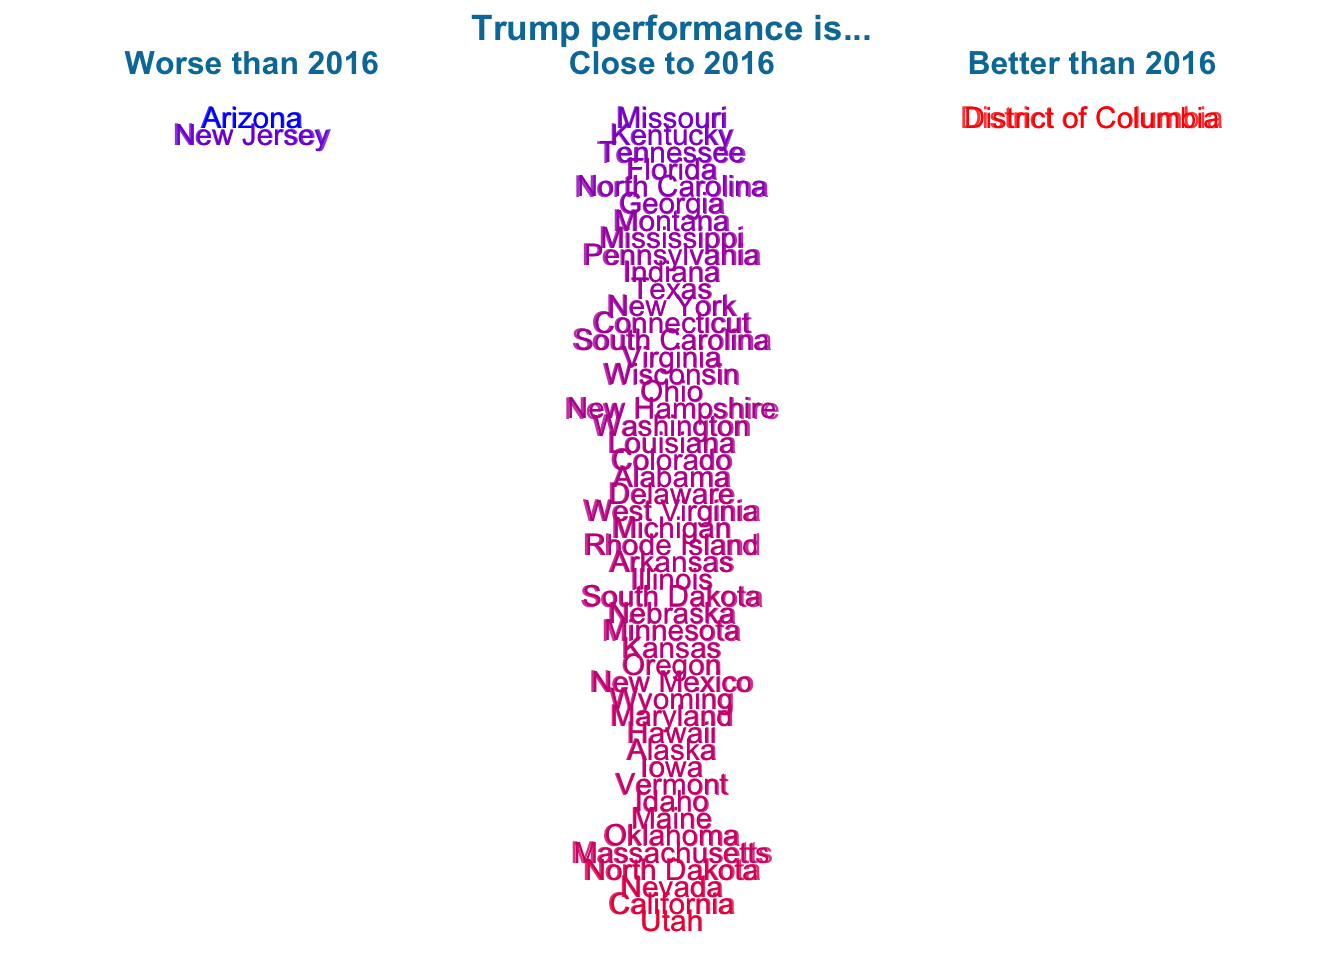 Trump performance is...
Worse than 2016
Close to 2016
Better than 2016
Arizona
New Jersey
Missouri
Kentucky
Tennessee
Florida
North Carolina
Georgia
Montana
Mississippi
Pennsylvania
Indiana
Texas
New York
Connecticut
South Carolina
Virginia
Wisconsin
Ohio
New Hampshire
Washington
Louisiana
Colorado
Alabama
Delaware
West Virginia
Michigan
Rhode Island
Arkansas
Illinois
South Dakota
Nebraska
Minnesota
Kansas
Oregon
New Mexico
Wyoming
Maryland
Hawaii
Alaska
Iowa
Vermont
Idaho
Maine
Oklahoma
Massachusetts
North Dakota
Nevada
California
Utah
District of Columbia